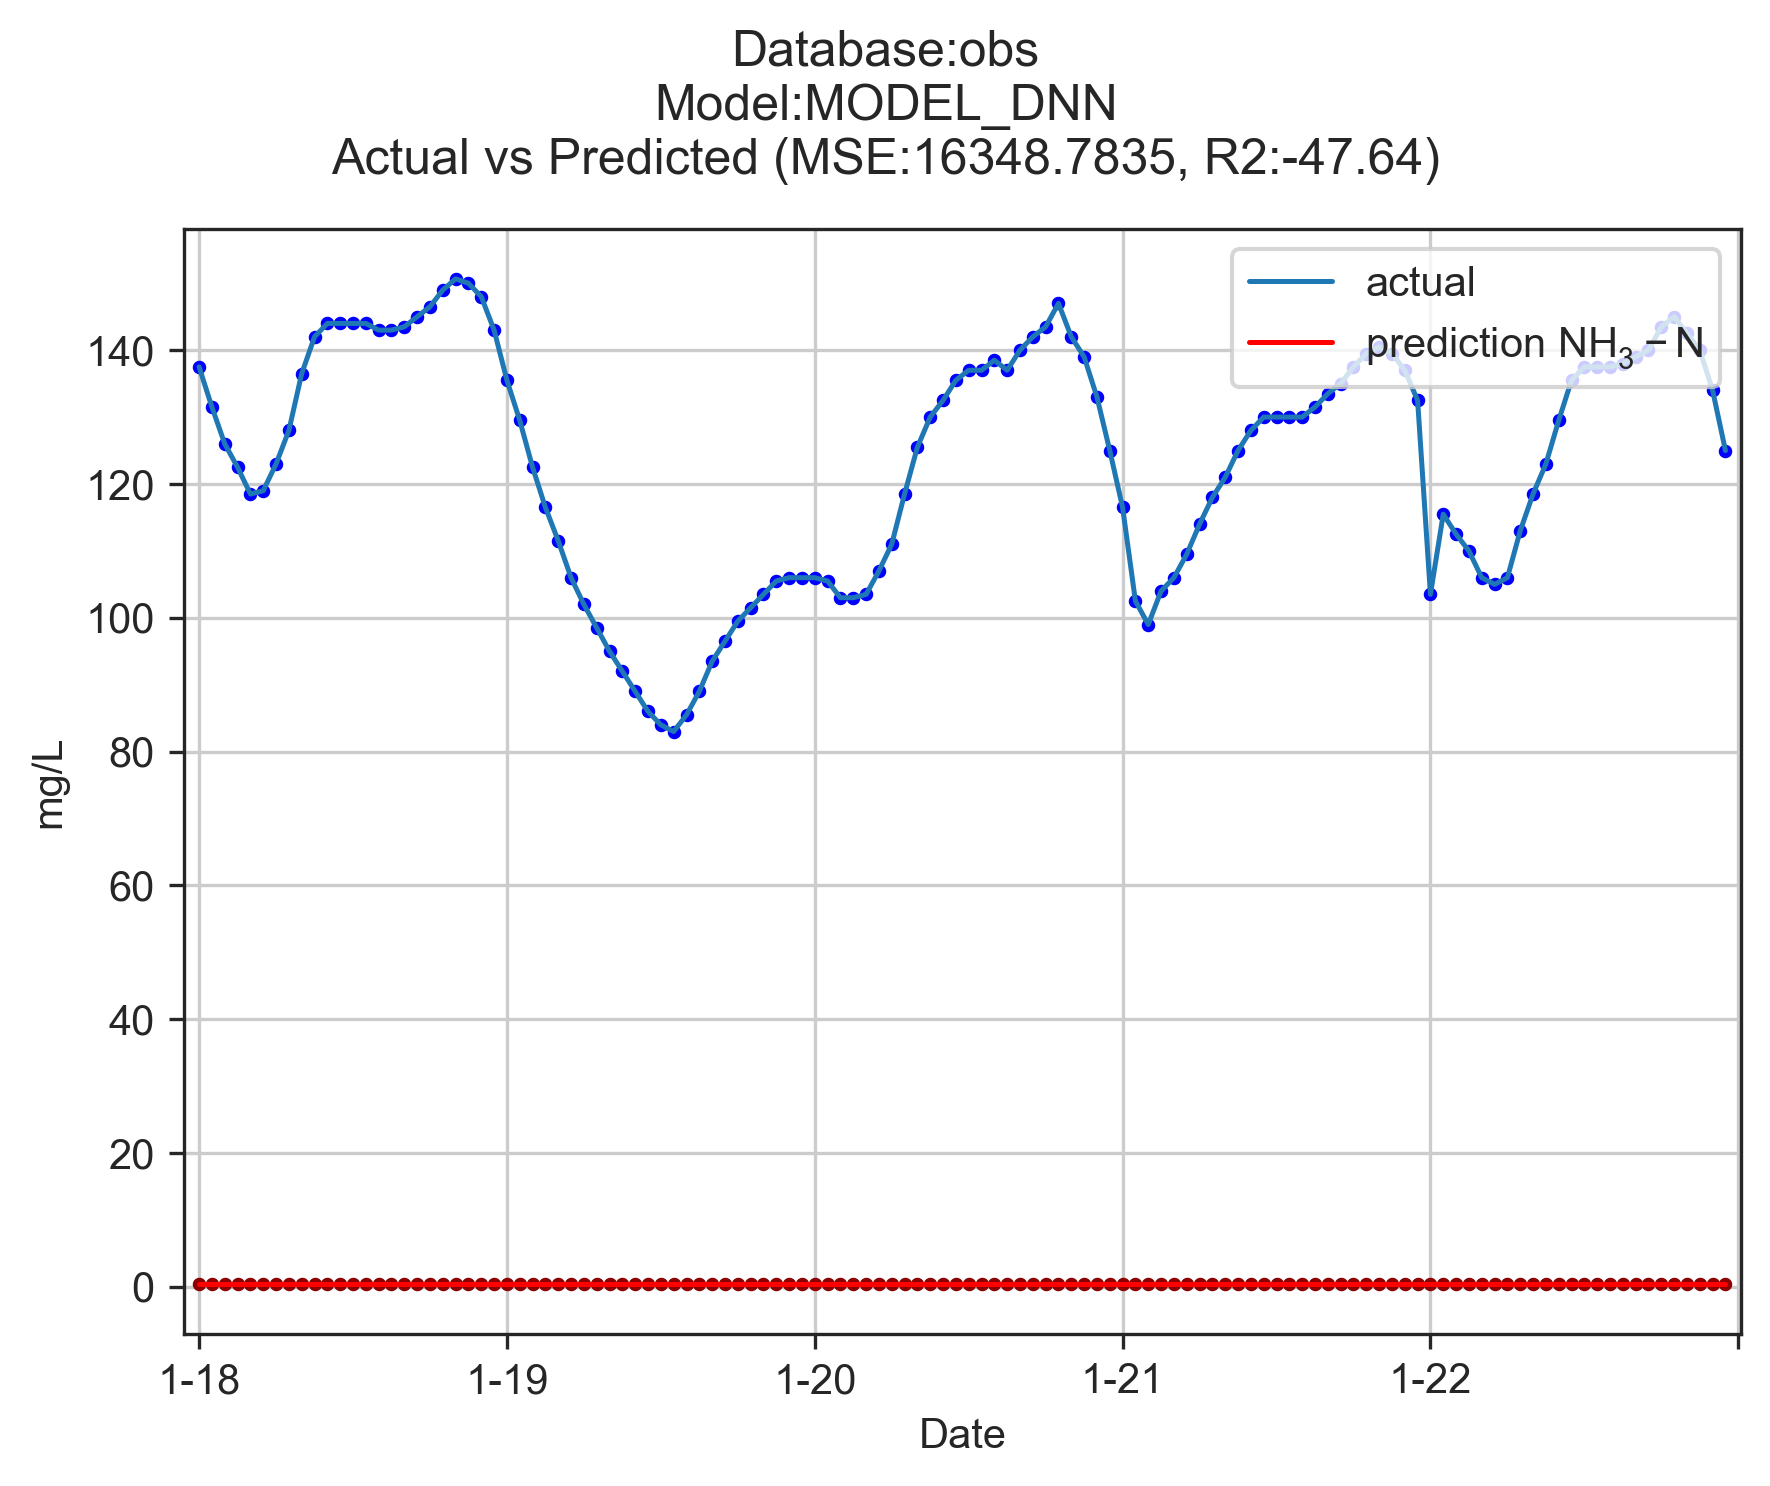 Database:obs
Model:MODEL_DNN
Actual vs Predicted (MSE:16348.7835, R2:-47.64)
actual
prediction NH₃ − N
140
120
100
80
60
40
20
0
mg/L
1-18 1-19 1-20 1-21 1-22
Date